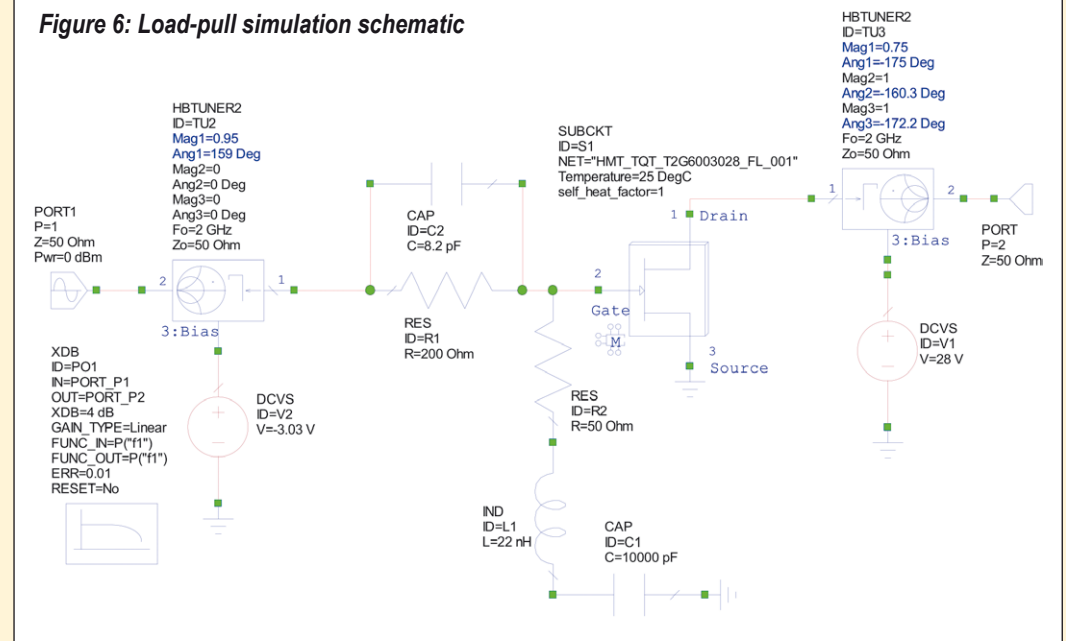 Figure 6: Load-pull simulation schematic
HBTUNER2
ID=TU3
Mag1=0.75
Ang1=-175 Deg
Mag2=1
Ang2=-160.3 Deg
Mag3=1
Ang3=-172.2 Deg
Fo=2 GHz
Zo=50 Ohm
HBTUNER2
ID=TU2
Mag1=0.95
Ang1=159 Deg
Mag2=0
Ang2=0 Deg
Mag3=0
Ang3=0 Deg
Fo=2 GHz
Zo=50 Ohm
SUBCKT
ID=S1
NET="HMT_TQT_T2G6003028_FL_001"
Temperature=25 DegC
self_heat_factor=1
PORT1
P=1
Z=50 Ohm
Pwr=0 dBm
CAP
ID=C2
C=8.2 pF
1 Drain
1
2
3:Bias
PORT
P=2
Z=50 Ohm
2
1
3:Bias
2
Gate
M
3
Source
RES
ID=R1
R=200 Ohm
DCVS
ID=V1
V=28 V
XDB
ID=PO1
IN=PORT_P1
OUT=PORT_P2
XDB=4 dB
GAIN_TYPE=Linear
FUNC_IN=P("f1")
FUNC_OUT=P("f1")
ERR=0.01
RESET=No
DCVS
ID=V2
V=-3.03 V
RES
ID=R2
R=50 Ohm
IND
ID=L1
L=22 nH
CAP
ID=C1
C=10000 pF